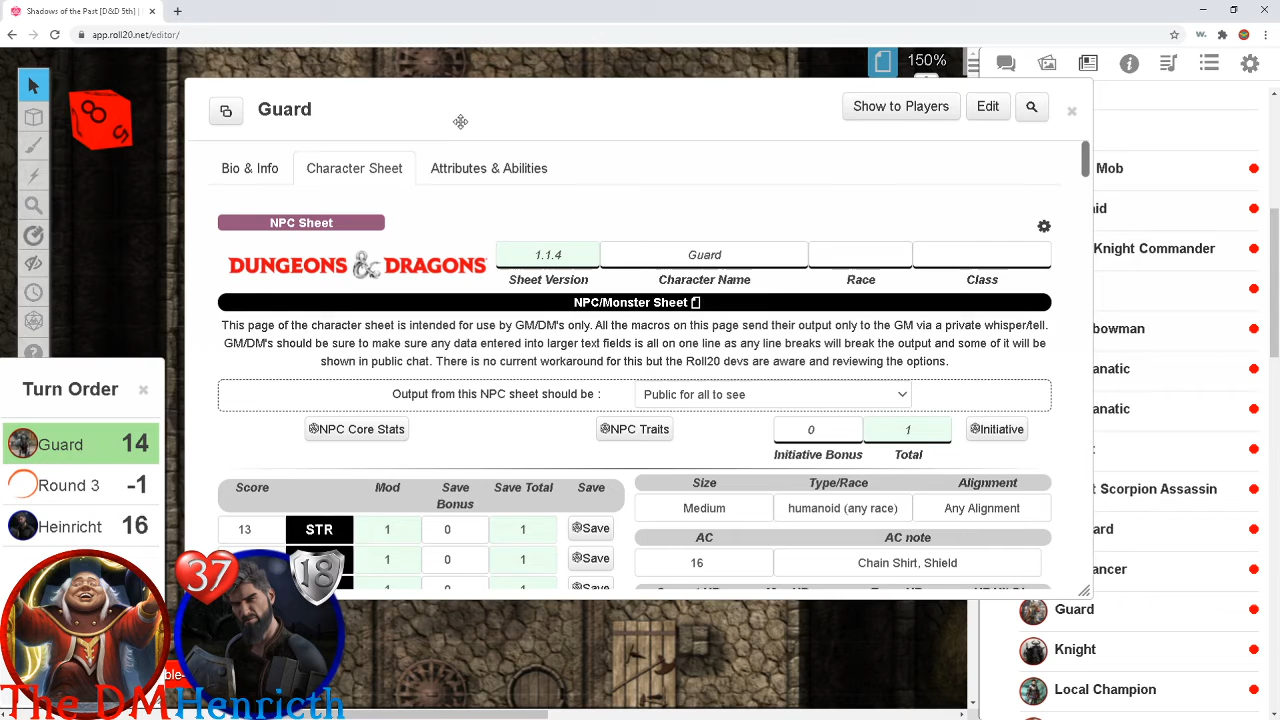 Shadows of the Past [D&D 5th]
app.roll20.net/editor/
150%
Guard
Show to Players
Edit
Bio & Info
Character Sheet
Attributes & Abilities
NPC Sheet
DUNGEONS & DRAGONS
1.1.4
Guard
Sheet Version
Character Name
Race
Class
NPC/Monster Sheet
This page of the character sheet is intended for use by GM/DM's only. All the macros on this page send their output only to the GM via a private whisper/tell.
GM/DM's should be sure to make sure any data entered into larger text fields is all on one line as any line breaks will break the output and some of it will be
shown in public chat. There is no current workaround for this but the Roll20 devs are aware and reviewing the options.
Output from this NPC sheet should be :
Public for all to see
NPC Core Stats
NPC Traits
0
1
Initiative
Initiative Bonus
Total
Score
Mod
Save Bonus
Save Total
Save
13
STR
1
0
1
Save
1
0
1
Save
Size
Type/Race
Alignment
Medium
humanoid (any race)
Any Alignment
AC
AC note
16
Chain Shirt, Shield
Turn Order
Guard 14
Round 3 -1
Heinricht 16
37
18
8
5
The DM
Henricth
Mob
Knight Commander
Scorpion Assassin
Guard
Knight
Local Champion